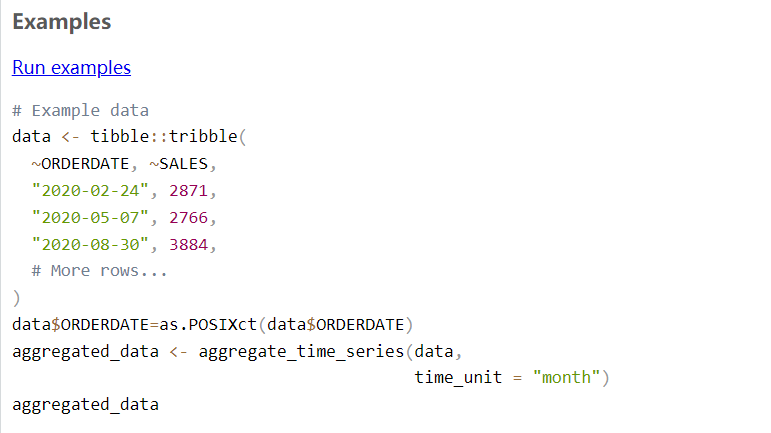 Examples
Run examples
# Example data
data <- tibble::tribble(
  ~ORDERDATE, ~SALES,
  "2020-02-24", 2871,
  "2020-05-07", 2766,
  "2020-08-30", 3884,
  # More rows...
)
data$ORDERDATE=as.POSIXct(data$ORDERDATE)
aggregated_data <- aggregate_time_series(data,
                                         time_unit = "month")
aggregated_data